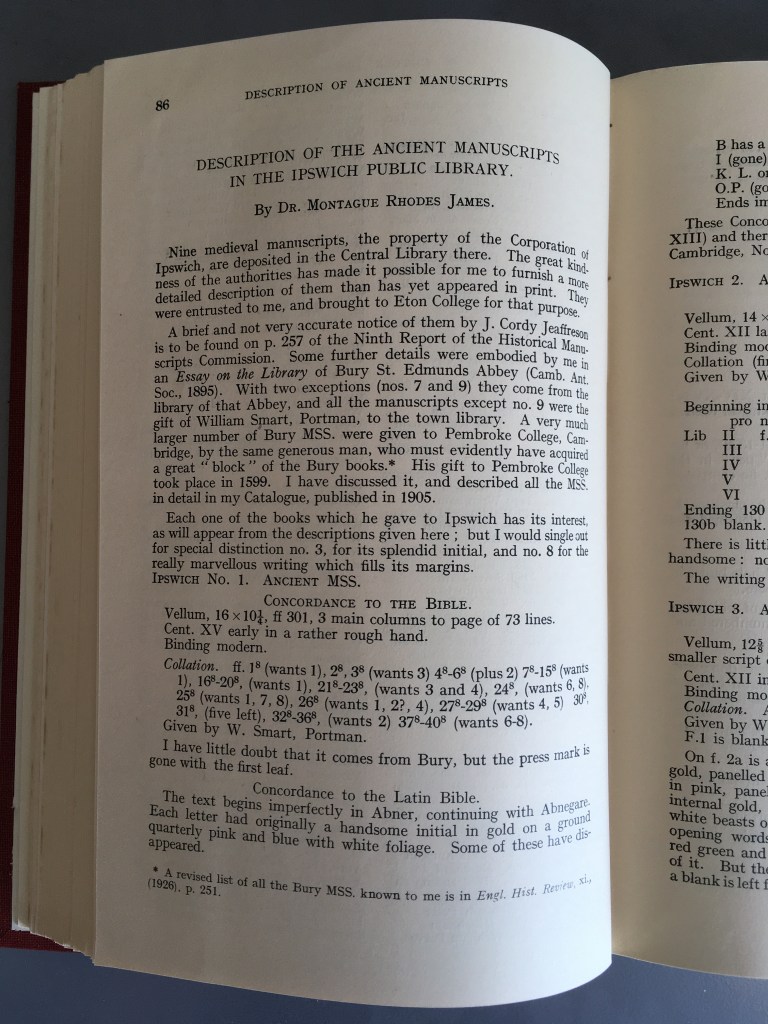 86
DESCRIPTION OF ANCIENT MANUSCRIPTS
DESCRIPTION OF THE ANCIENT MANUSCRIPTS
IN THE IPSWICH PUBLIC LIBRARY.
By Dr. Montague Rhodes James.
Nine medieval manuscripts, the property of the Corporation of
Ipswich, are deposited in the Central Library there. The great kind-
ness of the authorities has made it possible for me to furnish a more
detailed description of them than has yet appeared in print. They
were entrusted to me, and brought to Eton College for that purpose.
A brief and not very accurate notice of them by J. Cordy Jeaffreson
is to be found on p. 257 of the Ninth Report of the Historical Manu-
scripts Commission. Some further details were embodied by me in
an Essay on the Library of Bury St. Edmunds Abbey (Camb. Ant.
Soc., 1895). With two exceptions (nos. 7 and 9) they come from the
library of that Abbey, and all the manuscripts except no. 9 were the
gift of William Smart, Portman, to the town library. A very much
larger number of Bury MSS. were given to Pembroke College, Cam-
bridge, by the same generous man, who must evidently have acquired
a great "block" of the Bury books.* His gift to Pembroke College
took place in 1599. I have discussed it, and described all the MSS.
in detail in my Catalogue, published in 1905.
Each one of the books which he gave to Ipswich has its interest,
as will appear from the descriptions given here ; but I would single out
for special distinction no. 3, for its splendid initial, and no. 8 for the
really marvellous writing which fills its margins.
Ipswich No. 1. Ancient MSS.
Concordance to the Bible.
Vellum, 16 × 10¼, ff 301, 3 main columns to page of 73 lines.
Cent. XV early in a rather rough hand.
Binding modern.
Collation. ff. 1⁸ (wants 1), 2⁸, 3⁸ (wants 3) 4⁸-6⁸ (plus 2) 7⁸-15⁸ (wants
1), 16⁸-20⁸, (wants 1), 21⁸-23⁸, (wants 3 and 4), 24⁸, (wants 6, 8),
25⁸ (wants 1, 7, 8), 26⁸ (wants 1, 2?, 4), 27⁸-29⁸ (wants 4, 5) 30⁸,
31⁸, (five left), 32⁸-36⁸, (wants 2) 37⁸-40⁸ (wants 6-8).
Given by W. Smart, Portman.
I have little doubt that it comes from Bury, but the press mark is
gone with the first leaf.
Concordance to the Latin Bible.
The text begins imperfectly in Abner, continuing with Abnegare.
Each letter had originally a handsome initial in gold on a ground
quarterly pink and blue with white foliage. Some of these have dis-
appeared.
* A revised list of all the Bury MSS. known to me is in Engl. Hist. Review, xi.,
(1926), p. 251.
B has a
I (gone)
K. L. o
O.P. (go
Ends im
These Conco
XIII) and ther
Cambridge, No
Ipswich 2. A
Vellum, 14 ×
Cent. XII la
Binding mod
Collation (fi
Given by W
Beginning in
pro n
Lib II f.
III
IV
V
VI
Ending 130
130b blank.
There is litt
handsome : no
The writing
Ipswich 3. A
Vellum, 12⅝
smaller script
Cent. XII in
Binding mo
Collation. A
Given by W
F.1 is blank
On f. 2a is a
gold, panelled
in pink, pane
internal gold,
white beasts o
opening words
red green and
of it. But the
a blank is left f